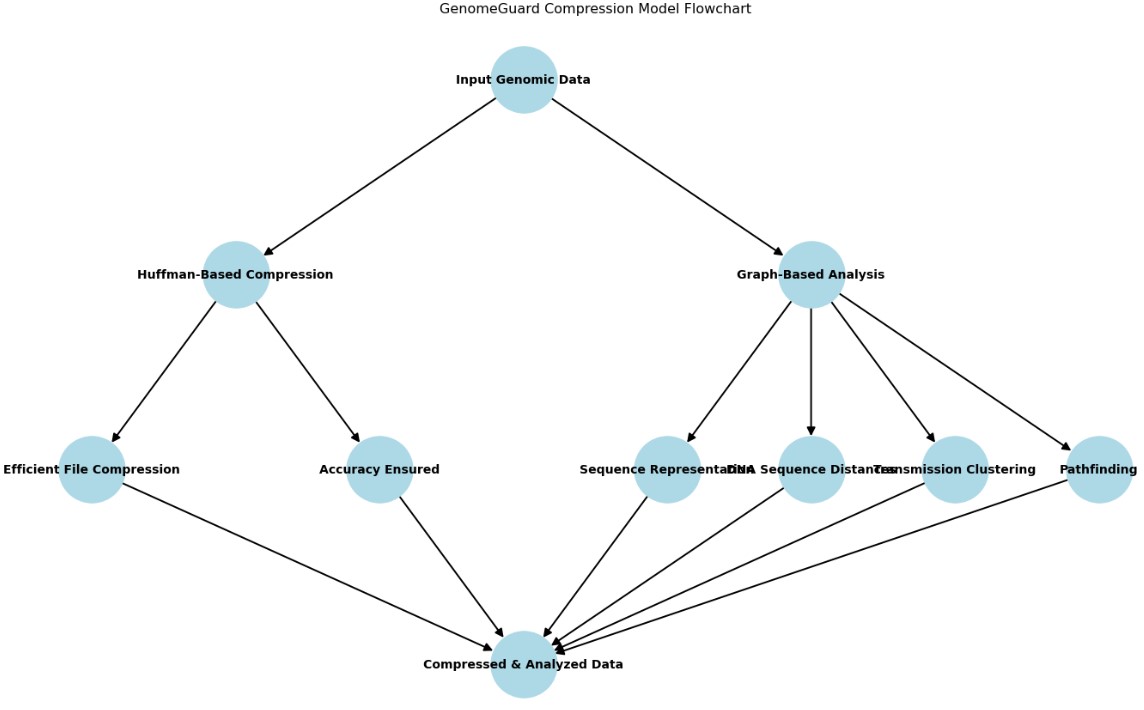 GenomeGuard Compression Model Flowchart
Input Genomic Data
Huffman-Based Compression
Graph-Based Analysis
Efficient File Compression
Accuracy Ensured
Sequence Representation
DNA Sequence Distances
Transmission Clustering
Pathfinding
Compressed & Analyzed Data